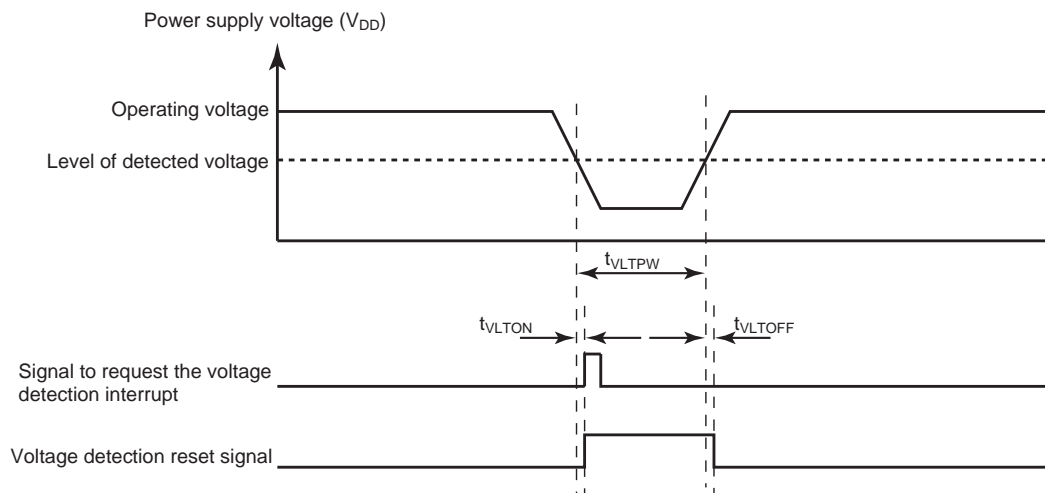 Power supply voltage (VDD)
Operating voltage
Level of detected voltage
tVLTPW
tVLTON
tVLTOFF
Signal to request the voltage
detection interrupt
Voltage detection reset signal